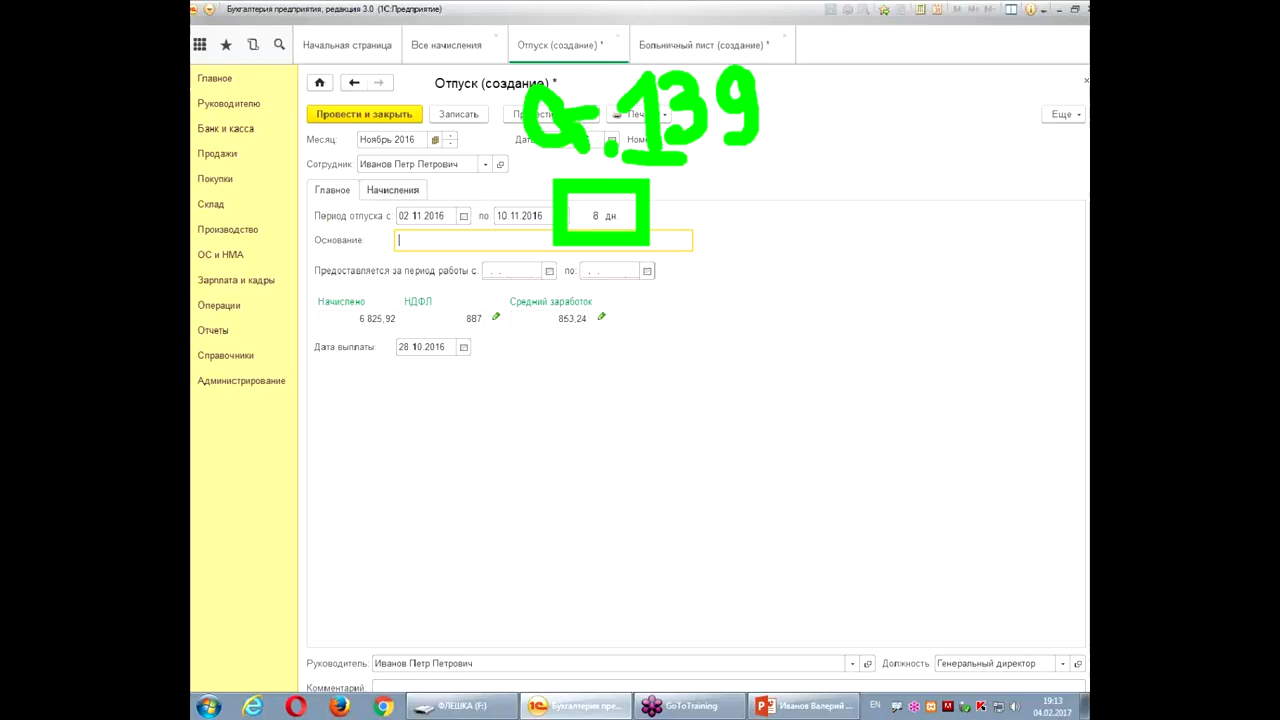 Бухгалтерия предприятия, редакция 3.0 (1С:Предприятие)
M M+ M-
Начальная страница Все начисления Отпуск (создание) * Больничный лист (создание) *
Главное
Руководителю
Банк и касса
Продажи
Покупки
Склад
Производство
ОС и НМА
Зарплата и кадры
Операции
Отчеты
Справочники
Администрирование
Отпуск (создание) *
Провести и закрыть Записать Еще
ст. 139
Месяц: Ноябрь 2016
Сотрудник: Иванов Петр Петрович
Главное Начисления
Период отпуска с: 02.11.2016 по 10.11.2016 8 дн.
Основание:
Предоставляется за период работы с: . . по: . .
Начислено НДФЛ Средний заработок
6 825,92 887 853,24
Дата выплаты: 28.10.2016
Руководитель: Иванов Петр Петрович Должность Генеральный директор
Комментарий
ФЛЕШКА (F:) Бухгалтерия пре... GoToTraining Иванов Валерий ... EN 19:13
04.02.2017